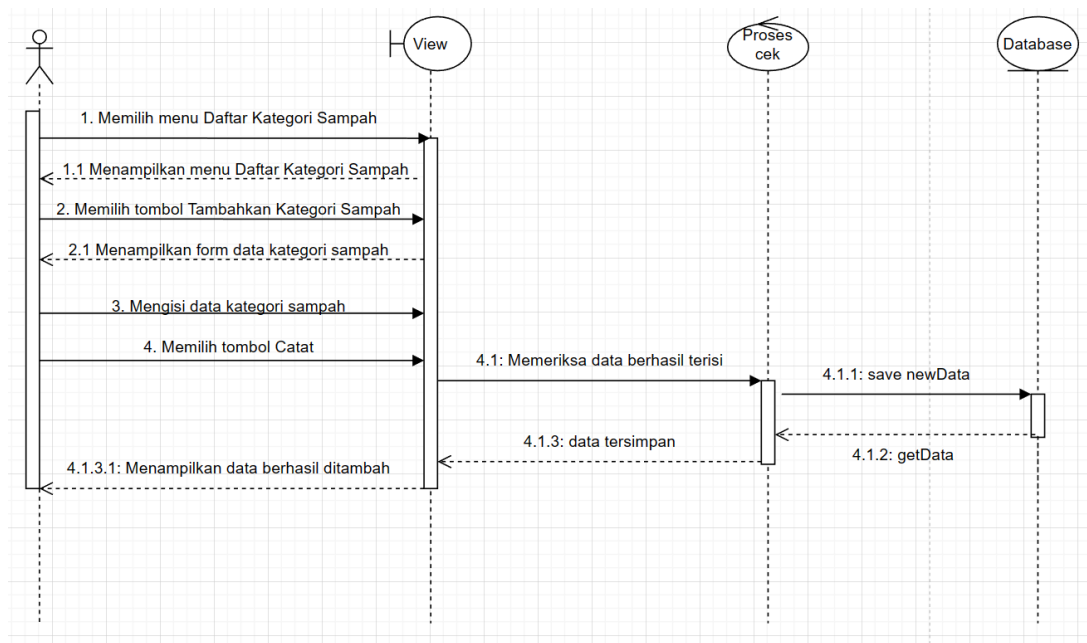 View
Proses
cek
Database
1. Memilih menu Daftar Kategori Sampah
1.1 Menampilkan menu Daftar Kategori Sampah
2. Memilih tombol Tambahkan Kategori Sampah
2.1 Menampilkan form data kategori sampah
3. Mengisi data kategori sampah
4. Memilih tombol Catat
4.1: Memeriksa data berhasil terisi
4.1.1: save newData
4.1.2: getData
4.1.3: data tersimpan
4.1.3.1: Menampilkan data berhasil ditambah